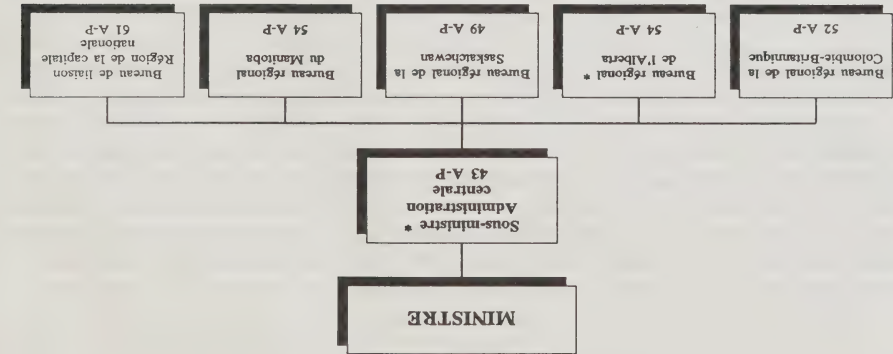 MINISTRE
Sous-ministre *
Administration
centrale
43 A-P
Bureau régional de la
Colombie-Britannique
52 A-P
Bureau régional *
de l'Alberta
54 A-P
Bureau régional de la
Saskatchewan
49 A-P
Bureau régional
du Manitoba
54 A-P
Bureau de liaison
Région de la capitale
nationale
61 A-P